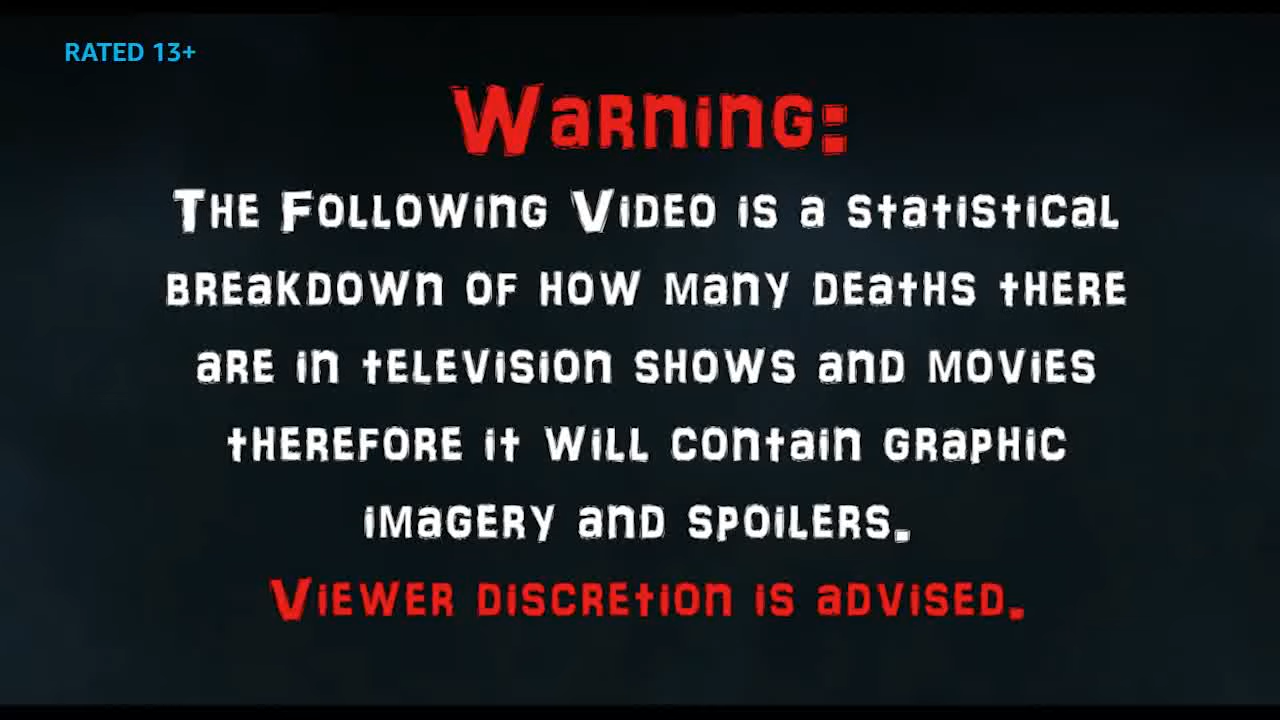 RATED 13+
Warning:
The Following Video is a statistical
breakdown of how many deaths there
are in television shows and movies
therefore it will contain graphic
imagery and spoilers.
Viewer discretion is advised.